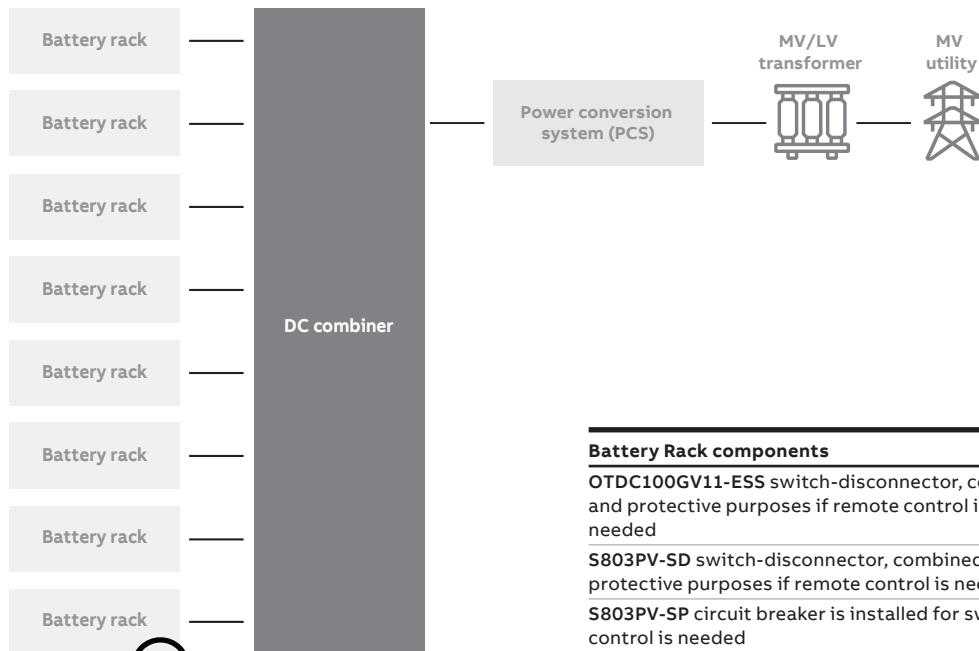 Battery rack
Battery rack
Battery rack
Battery rack
Battery rack
Battery rack
Battery rack
Battery rack
DC combiner
Power conversion
system (PCS)
MV/LV
transformer
MV
utility
Battery Rack components
OTDC100GV11-ESS switch-disconnector,
and protective purposes if remote control
needed
S803PV-SD switch-disconnector, combined
protective purposes if remote control is
S803PV-SP circuit breaker is installed for
control is needed